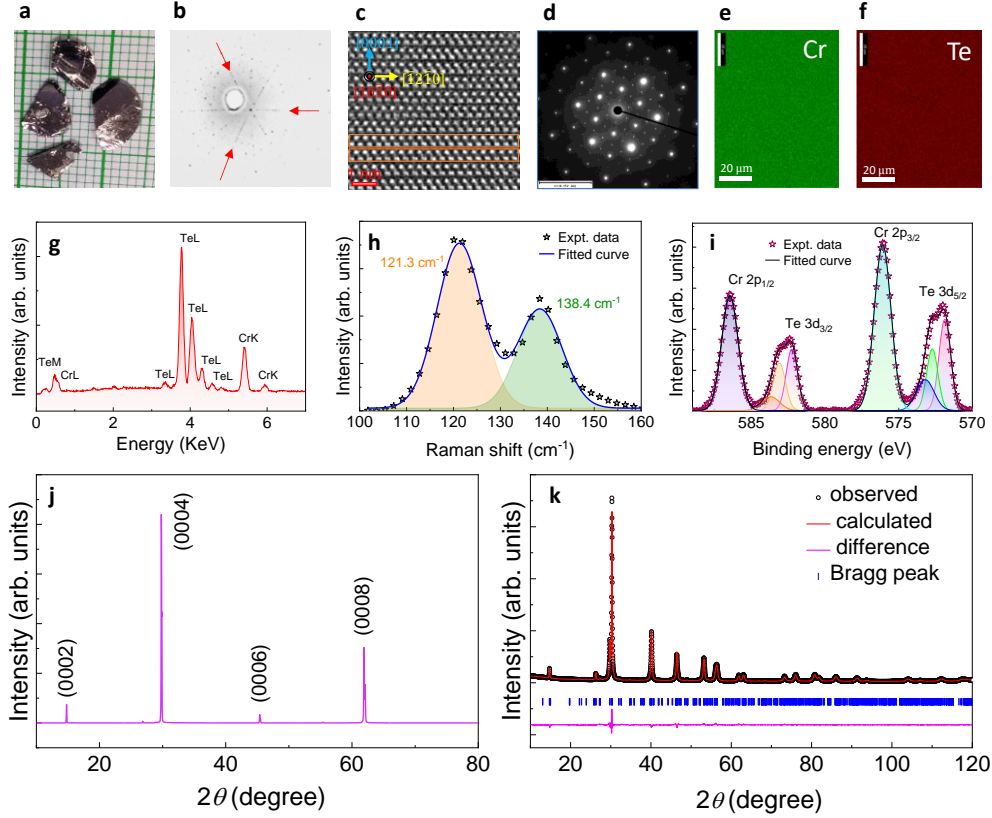 a
b
c
d
e
f
[0001]
[12̄10]
[101̄0]
1 nm
Cr
20 μm
Te
20 μm
g
Intensity (arb. units)
TeM
CrL
TeL
TeL
TeL
TeL
TeL
CrK
CrK
0 2 4 6
Energy (KeV)
h
Intensity (arb. units)
Expt. data
Fitted curve
121.3 cm⁻¹
138.4 cm⁻¹
100 110 120 130 140 150 160
Raman shift (cm⁻¹)
i
Intensity (arb. units)
Expt. data
Fitted curve
Cr 2p₁/₂
Te 3d₃/₂
Cr 2p₃/₂
Te 3d₅/₂
585 580 575 570
Binding energy (eV)
j
Intensity (arb. units)
(0002)
(0004)
(0006)
(0008)
20 40 60 80
2θ (degree)
k
Intensity (arb. units)
observed
calculated
difference
Bragg peak
20 40 60 80 100 120
2θ (degree)